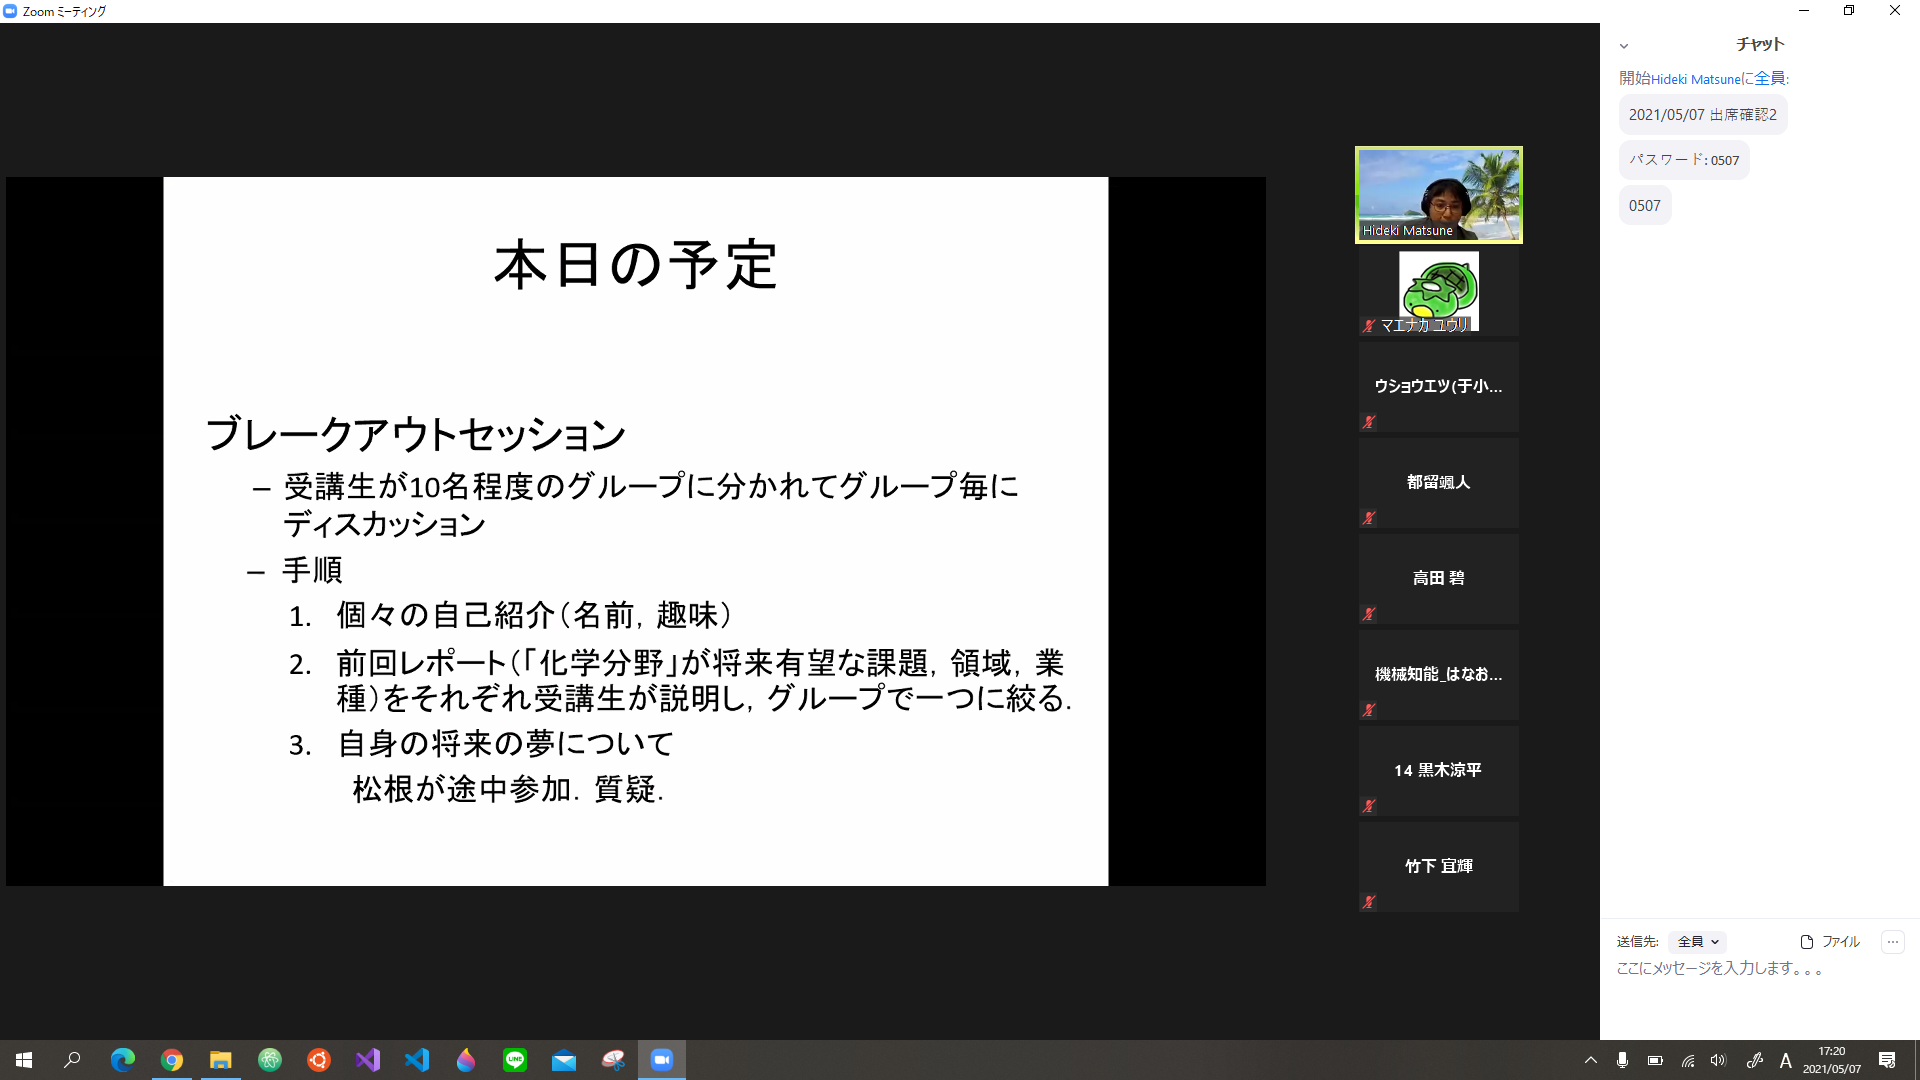 Zoom ミーティング
本日の予定
ブレークアウトセッション
– 受講生が10名程度のグループに分かれてグループ毎に
ディスカッション
– 手順
1. 個々の自己紹介（名前，趣味）
2. 前回レポート（「化学分野」が将来有望な課題，領域，業
種）をそれぞれ受講生が説明し，グループで一つに絞る．
3. 自身の将来の夢について
松根が途中参加．質疑．
Hideki Matsune
マエナカ ユウリ
ウショウエツ(于小...
都留颯人
高田 碧
機械知能_はなお...
14 黒木涼平
竹下 宜輝
チャット
開始Hideki Matsuneに全員:
2021/05/07 出席確認2
パスワード: 0507
0507
送信先: 全員 ファイル ...
ここにメッセージを入力します。。。
LINE
A
17:20
2021/05/07